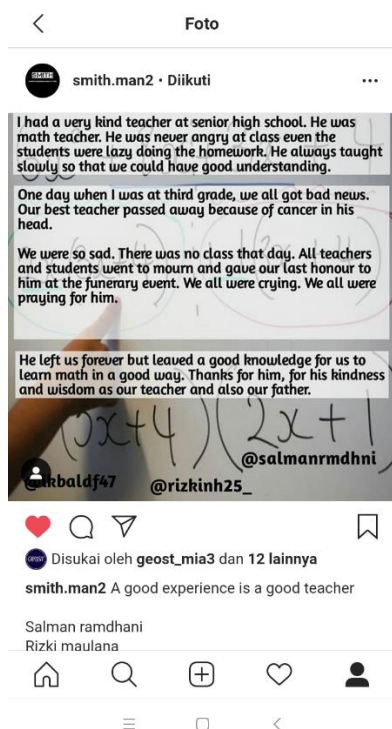 Foto
SMITH
smith.man2 • Diikuti
I had a very kind teacher at senior high school. He was
math teacher. He was never angry at class even the
students were lazy doing the homework. He always taught
slowly so that we could have good understanding.
One day when I was at third grade, we all got bad news.
Our best teacher passed away because of cancer in his
head.
We were so sad. There was no class that day. All teachers
and students went to mourn and gave our last honour to
him at the funerary event. We all were crying. We all were
praying for him.
He left us forever but leaved a good knowledge for us to
learn math in a good way. Thanks for him, for his kindness
and wisdom as our teacher and also our father.
x+4)(2x+1
@salmanrmdhni
kbaldf47
@rizkinh25_
Disukai oleh geost_mia3 dan 12 lainnya
smith.man2 A good experience is a good teacher
Salman ramdhani
Rizki maulana